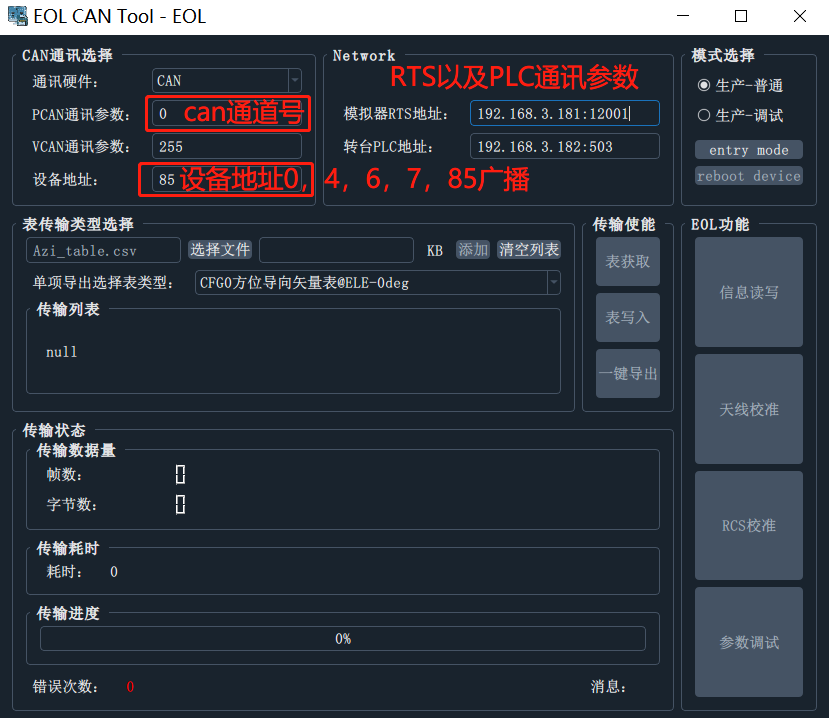 EOL CAN Tool - EOL
CAN通讯选择
通讯硬件: CAN
PCAN通讯参数: 0 can通道号
VCAN通讯参数: 255
设备地址: 85 设备地址0，4，6，7，85广播
Network
RTS以及PLC通讯参数
模拟器RTS地址: 192.168.3.181:12001
转台PLC地址: 192.168.3.182:503
模式选择
生产-普通
生产-调试
entry mode
reboot device
表传输类型选择
Azi_table.csv 选择文件 KB 添加 清空列表
单项导出选择表类型: CFG0方位导向矢量表@ELE-0deg
传输列表
null
传输使能
表获取
表写入
一键导出
EOL功能
信息读写
天线校准
RCS校准
参数调试
传输状态
传输数据量
帧数:
字节数:
传输耗时
耗时: 0
传输进度
0%
错误次数: 0
消息: